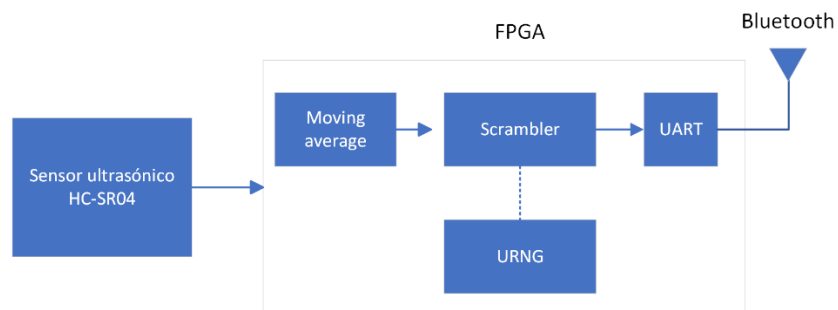 Bluetooth
FPGA
Moving
average
Scrambler
UART
Sensor ultrasónico
HC-SR04
URNG